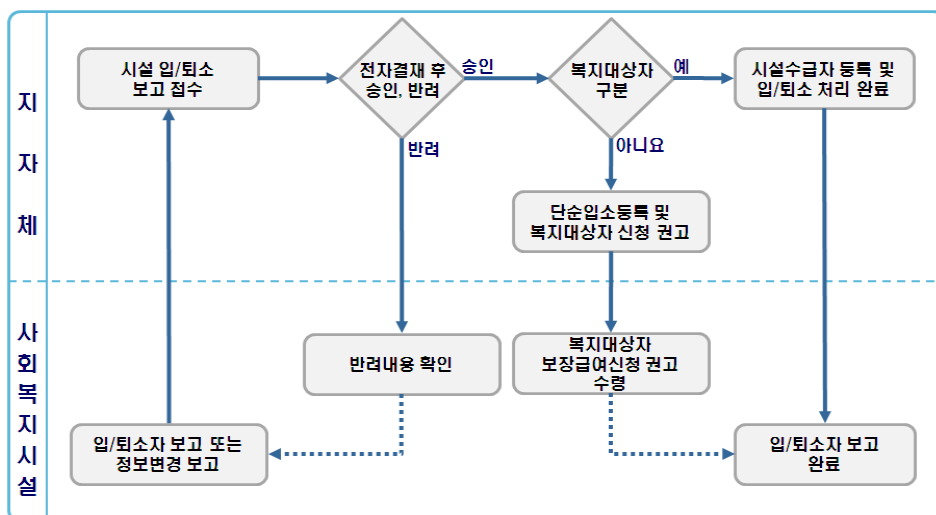 지자체
시설 입/퇴소
보고 접수
전자결재 후
승인, 반려
승인
복지대상자
구분
예
시설수급자 등록 및
입/퇴소 처리 완료
반려
아니요
단순입소등록 및
복지대상자 신청 권고
사회복지시설
반려내용 확인
복지대상자
보장급여신청 권고
수령
입/퇴소자 보고 또는
정보변경 보고
입/퇴소자 보고
완료